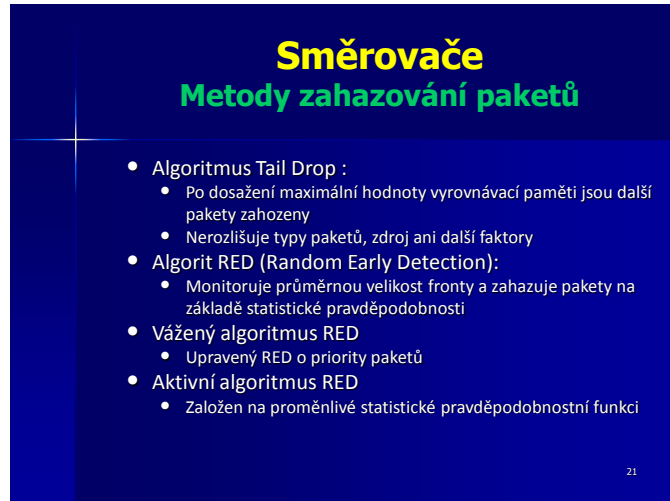 Směrovače
Metody zahazování paketů
• Algoritmus Tail Drop :
• Po dosažení maximální hodnoty vyrovnávací paměti jsou další
pakety zahozeny
• Nerozlišuje typy paketů, zdroj ani další faktory
• Algorit RED (Random Early Detection):
• Monitoruje průměrnou velikost fronty a zahazuje pakety na
základě statistické pravděpodobnosti
• Vážený algoritmus RED
• Upravený RED o priority paketů
• Aktivní algoritmus RED
• Založen na proměnlivé statistické pravděpodobnostní funkci
21